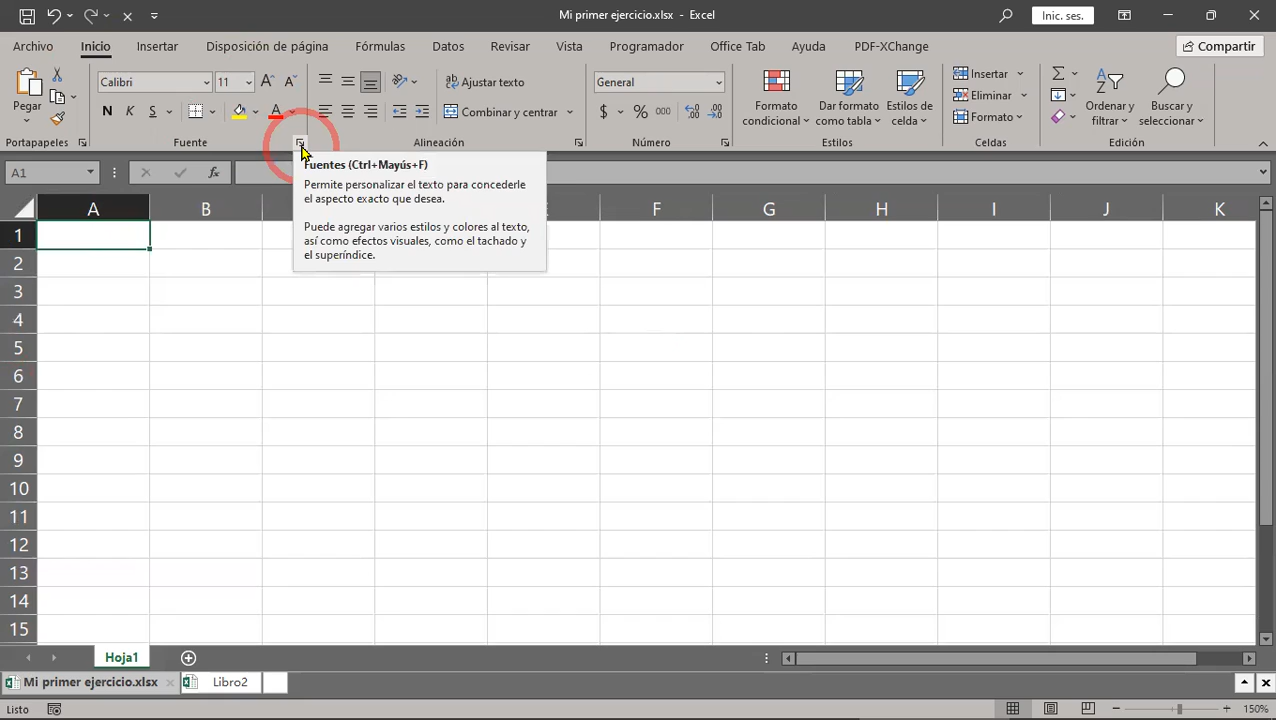 Mi primer ejercicio.xlsx - Excel
Inic. ses.
Archivo Inicio Insertar Disposición de página Fórmulas Datos Revisar Vista Programador Office Tab Ayuda PDF-XChange Compartir
Pegar
Portapapeles
Calibri 11
N K S
Fuente
Ajustar texto
Combinar y centrar
Alineación
General
$ % 000
Número
Formato condicional
Dar formato como tabla
Estilos de celda
Estilos
Insertar
Eliminar
Formato
Celdas
Ordenar y filtrar
Buscar y seleccionar
Edición
A1 fx
Fuentes (Ctrl+Mayús+F)
Permite personalizar el texto para concederle
el aspecto exacto que desea.
Puede agregar varios estilos y colores al texto,
así como efectos visuales, como el tachado y
el superíndice.
A B E F G H I J K
1
2
3
4
5
6
7
8
9
10
11
12
13
14
15
Hoja1
Mi primer ejercicio.xlsx Libro2
Listo 150%